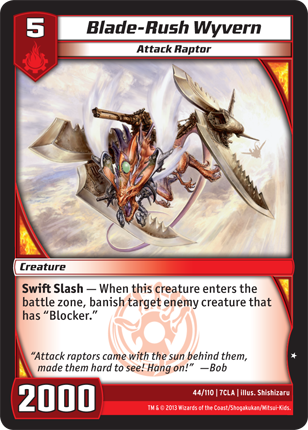 5
Blade-Rush Wyvern
Attack Raptor
Creature
Swift Slash — When this creature enters the
battle zone, banish target enemy creature that
has “Blocker.”
“Attack raptors came with the sun behind them,
made them hard to see! Hang on!” —Bob
44/110 | 7CLA | illus. Shishizaru
2000
TM & © 2013 Wizards of the Coast/Shogakukan/Mitsui-Kids.